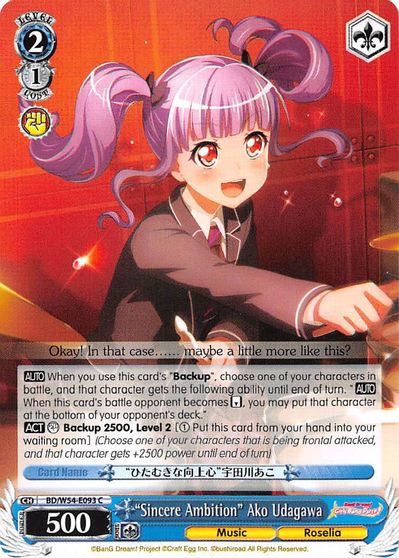 LEVEL
2
1
COST
Okay! In that case…… maybe a little more like this?
AUTO When you use this card's "Backup", choose one of your characters in
battle, and that character gets the following ability until end of turn. "AUTO
When this card's battle opponent becomes , you may put that character
at the bottom of your opponent's deck."
ACT Backup 2500, Level 2 [① Put this card from your hand into your
waiting room] (Choose one of your characters that is being frontal attacked,
and that character gets +2500 power until end of turn)
Card Name
“ひたむきな向上心”宇田川あこ
CH BD/W54-E093 C
POWER
500
“Sincere Ambition” Ako Udagawa
Music
Roselia
©BanG Dream! Project ©Craft Egg Inc. ©bushiroad All Rights Reserved.